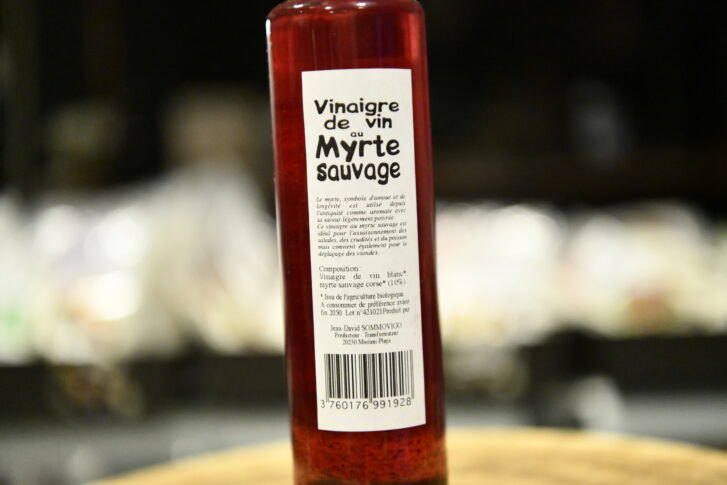 Vinaigre
de vin
au
Myrte
sauvage
Le myrte, symbole d'amour et de
longévité est utilisé depuis
l'antiquité comme aromate avec
sa saveur légèrement poivrée.
Ce vinaigre au myrte sauvage est
idéal pour l'assaisonnement des
salades, des crudités et du poisson
mais convient également pour le
déglaçage des viandes.
Composition :
Vinaigre de vin blanc*
myrte sauvage corse* (10%).
* Issu de l'agriculture biologique
A consommer de préférence avant
fin 2050. Lot n°421021Produit par
Jean-David SOMMOVIGO
Producteur - Transformateur
20230 Moriani Plage
3 760176 991928